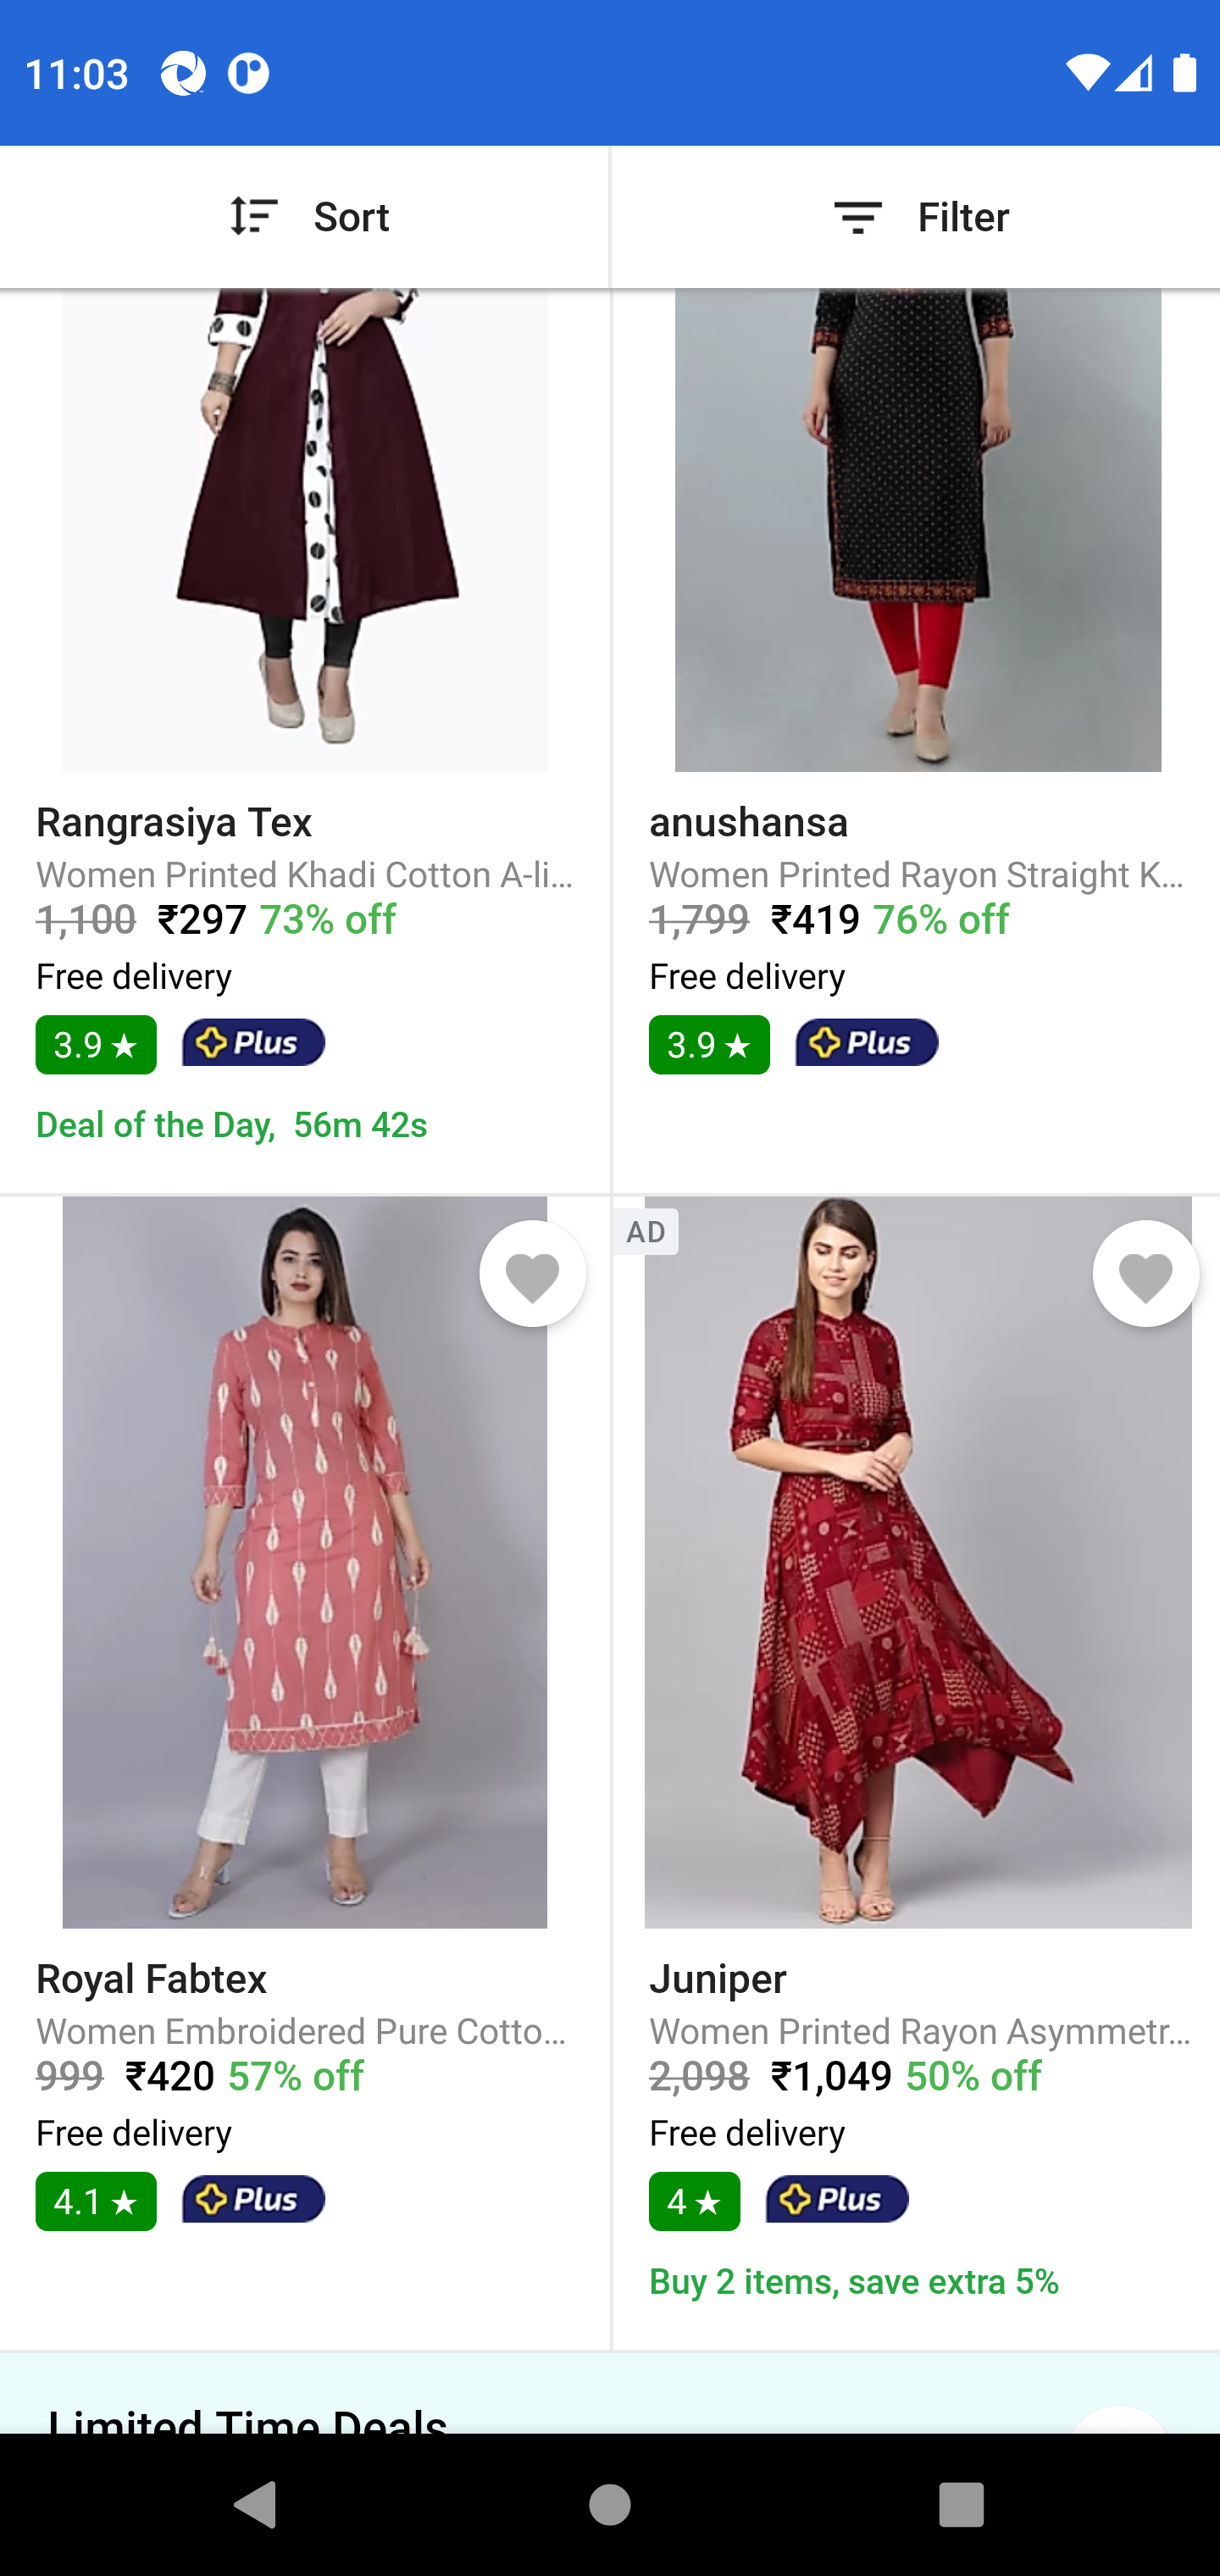 11:03
Sort
Filter
Rangrasiya Tex
Women Printed Khadi Cotton A-li...
1,100 ₹297 73% off
Free delivery
3.9 ★ Plus
Deal of the Day, 56m 42s
anushansa
Women Printed Rayon Straight K...
1,799 ₹419 76% off
Free delivery
3.9 ★ Plus
Royal Fabtex
Women Embroidered Pure Cotto...
999 ₹420 57% off
Free delivery
4.1 ★ Plus
AD
Juniper
Women Printed Rayon Asymmetr...
2,098 ₹1,049 50% off
Free delivery
4 ★ Plus
Buy 2 items, save extra 5%
Limited Time Deals